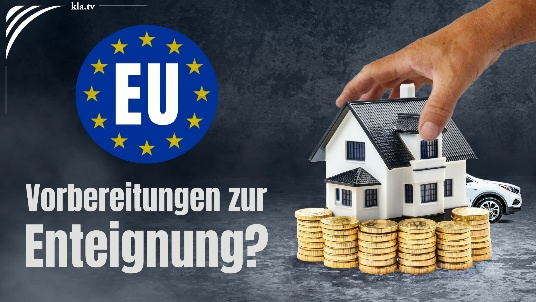 kla.tv
EU
Vorbereitungen zur
Enteignung?